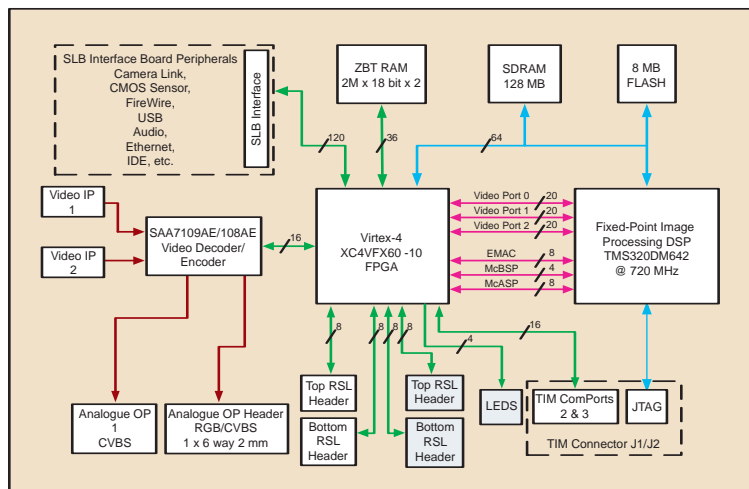 SLB Interface Board Peripherals
Camera Link,
CMOS Sensor,
FireWire,
USB
Audio,
Ethernet,
IDE, etc.
SLB Interface
ZBT RAM
2M x 18 bit x 2
SDRAM
128 MB
8 MB
FLASH
120
36
64
Video IP
1
Video IP
2
SAA7109AE/108AE
Video Decoder/
Encoder
16
Virtex-4
XC4VFX60 -10
FPGA
Video Port 0
20
Video Port 1
20
Video Port 2
20
EMAC
8
McBSP
4
McASP
8
Fixed-Point Image
Processing DSP
TMS320DM642
@ 720 MHz
8
8
8
8
4
16
Analogue OP
1
CVBS
Analogue OP Header
RGB/CVBS
1 x 6 way 2 mm
Top RSL
Header
Bottom RSL
Header
Top RSL
Header
Bottom
RSL
Header
LEDS
TIM ComPorts
2 & 3
JTAG
TIM Connector J1/J2